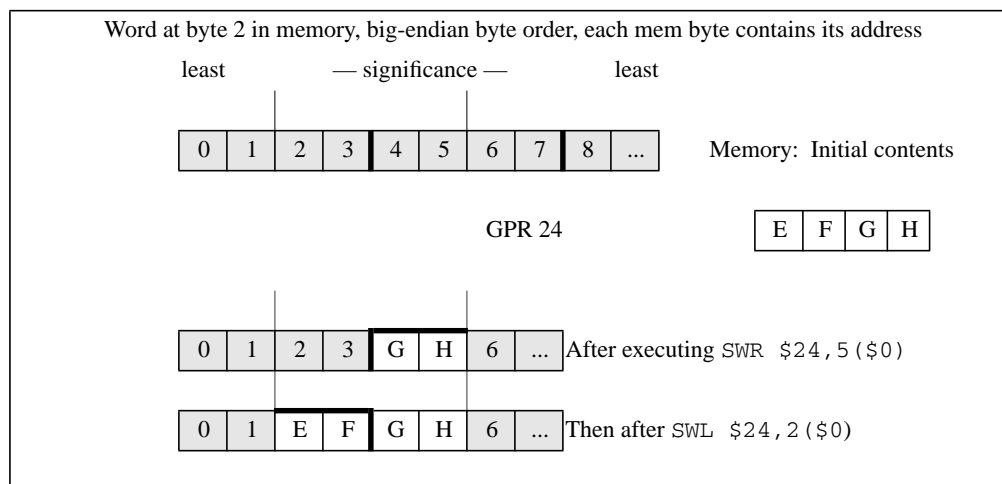 Word at byte 2 in memory, big-endian byte order, each mem byte contains its address
least — significance — least
0 1 2 3 4 5 6 7 8 ... Memory: Initial contents
GPR 24 E F G H
0 1 2 3 G H 6 ... After executing SWR $24,5($0)
0 1 E F G H 6 ... Then after SWL $24,2($0)